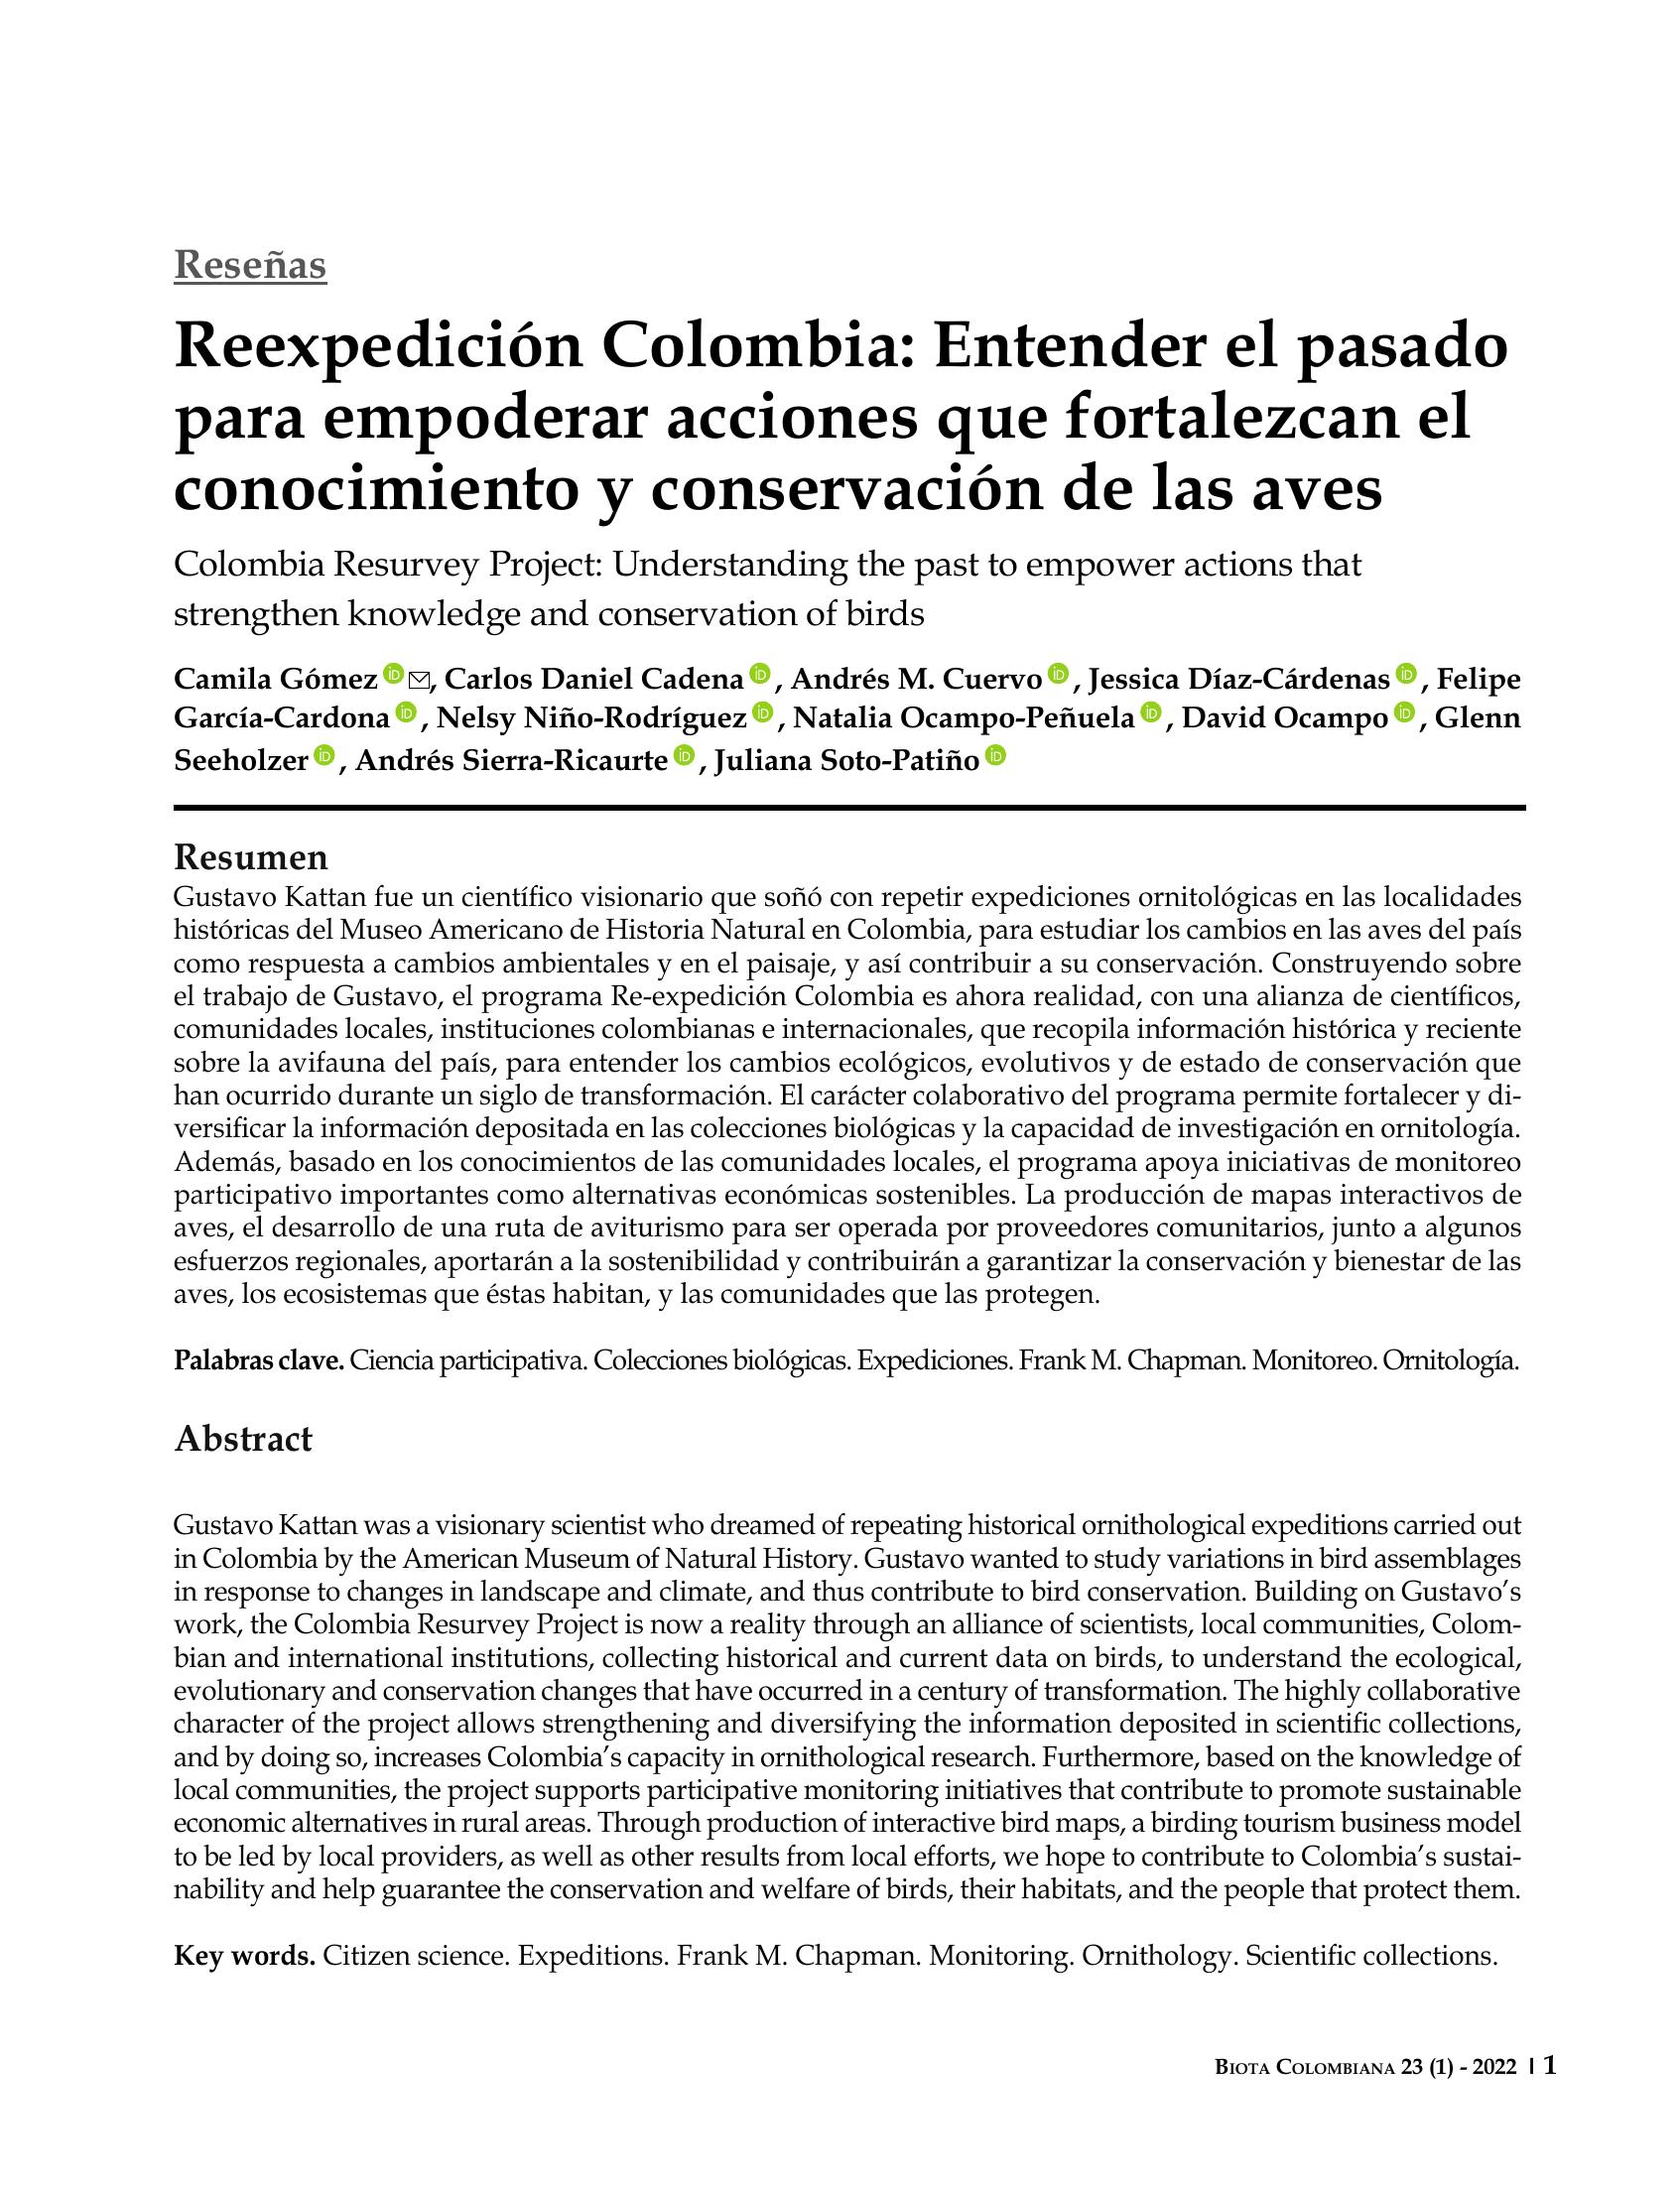 Reseñas
Reexpedición Colombia: Entender el pasado
para empoderar acciones que fortalezcan el
conocimiento y conservación de las aves
Colombia Resurvey Project: Understanding the past to empower actions that
strengthen knowledge and conservation of birds
Camila Gómez iD ✉, Carlos Daniel Cadena iD , Andrés M. Cuervo iD , Jessica Díaz-Cárdenas iD , Felipe
García-Cardona iD , Nelsy Niño-Rodríguez iD , Natalia Ocampo-Peñuela iD , David Ocampo iD , Glenn
Seeholzer iD , Andrés Sierra-Ricaurte iD , Juliana Soto-Patiño iD
Resumen
Gustavo Kattan fue un científico visionario que soñó con repetir expediciones ornitológicas en las localidades
históricas del Museo Americano de Historia Natural en Colombia, para estudiar los cambios en las aves del país
como respuesta a cambios ambientales y en el paisaje, y así contribuir a su conservación. Construyendo sobre
el trabajo de Gustavo, el programa Re-expedición Colombia es ahora realidad, con una alianza de científicos,
comunidades locales, instituciones colombianas e internacionales, que recopila información histórica y reciente
sobre la avifauna del país, para entender los cambios ecológicos, evolutivos y de estado de conservación que
han ocurrido durante un siglo de transformación. El carácter colaborativo del programa permite fortalecer y di-
versificar la información depositada en las colecciones biológicas y la capacidad de investigación en ornitología.
Además, basado en los conocimientos de las comunidades locales, el programa apoya iniciativas de monitoreo
participativo importantes como alternativas económicas sostenibles. La producción de mapas interactivos de
aves, el desarrollo de una ruta de aviturismo para ser operada por proveedores comunitarios, junto a algunos
esfuerzos regionales, aportarán a la sostenibilidad y contribuirán a garantizar la conservación y bienestar de las
aves, los ecosistemas que éstas habitan, y las comunidades que las protegen.
Palabras clave. Ciencia participativa. Colecciones biológicas. Expediciones. Frank M. Chapman. Monitoreo. Ornitología.
Abstract
Gustavo Kattan was a visionary scientist who dreamed of repeating historical ornithological expeditions carried out
in Colombia by the American Museum of Natural History. Gustavo wanted to study variations in bird assemblages
in response to changes in landscape and climate, and thus contribute to bird conservation. Building on Gustavo’s
work, the Colombia Resurvey Project is now a reality through an alliance of scientists, local communities, Colom-
bian and international institutions, collecting historical and current data on birds, to understand the ecological,
evolutionary and conservation changes that have occurred in a century of transformation. The highly collaborative
character of the project allows strengthening and diversifying the information deposited in scientific collections,
and by doing so, increases Colombia’s capacity in ornithological research. Furthermore, based on the knowledge of
local communities, the project supports participative monitoring initiatives that contribute to promote sustainable
economic alternatives in rural areas. Through production of interactive bird maps, a birding tourism business model
to be led by local providers, as well as other results from local efforts, we hope to contribute to Colombia’s sustai-
nability and help guarantee the conservation and welfare of birds, their habitats, and the people that protect them.
Key words. Citizen science. Expeditions. Frank M. Chapman. Monitoring. Ornithology. Scientific collections.
Biota Colombiana 23 (1) - 2022 | 1